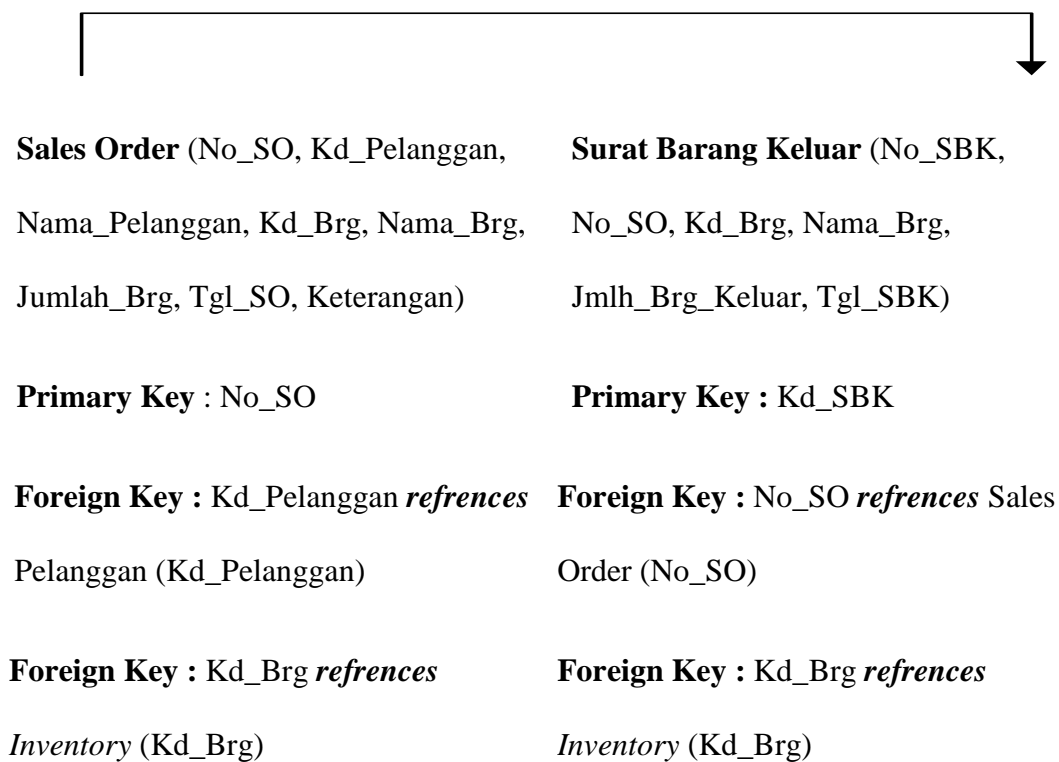 Sales Order (No_SO, Kd_Pelanggan,
Nama_Pelanggan, Kd_Brg, Nama_Brg,
Jumlah_Brg, Tgl_SO, Keterangan)
Primary Key : No_SO
Foreign Key : Kd_Pelanggan refrences
Pelanggan (Kd_Pelanggan)
Foreign Key : Kd_Brg refrences
Inventory (Kd_Brg)
Surat Barang Keluar (No_SBK,
No_SO, Kd_Brg, Nama_Brg,
Jmlh_Brg_Keluar, Tgl_SBK)
Primary Key : Kd_SBK
Foreign Key : No_SO refrences Sales
Order (No_SO)
Foreign Key : Kd_Brg refrences
Inventory (Kd_Brg)